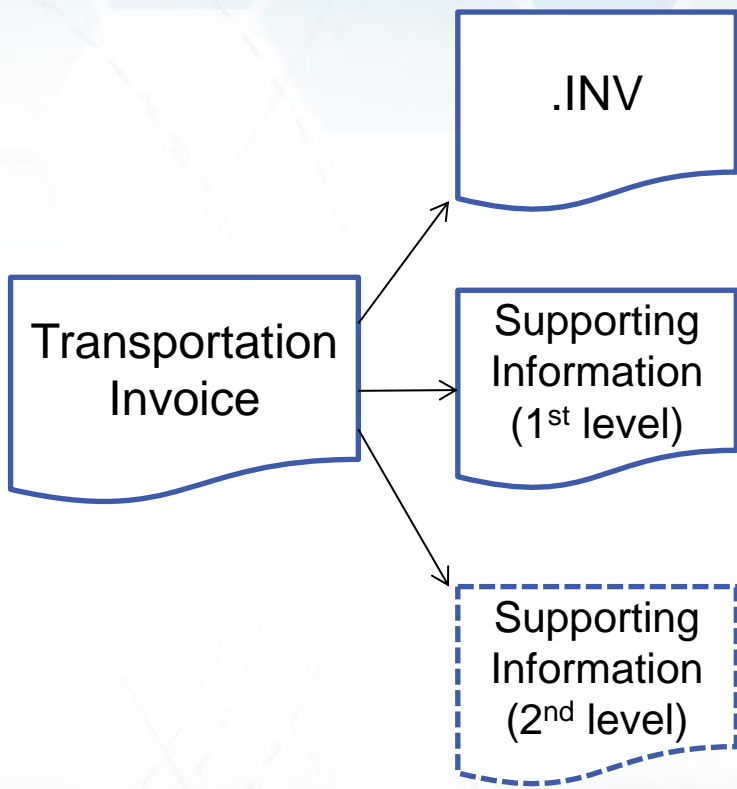 .INV
Transportation
Invoice
Supporting
Information
(1st level)
Supporting
Information
(2nd level)